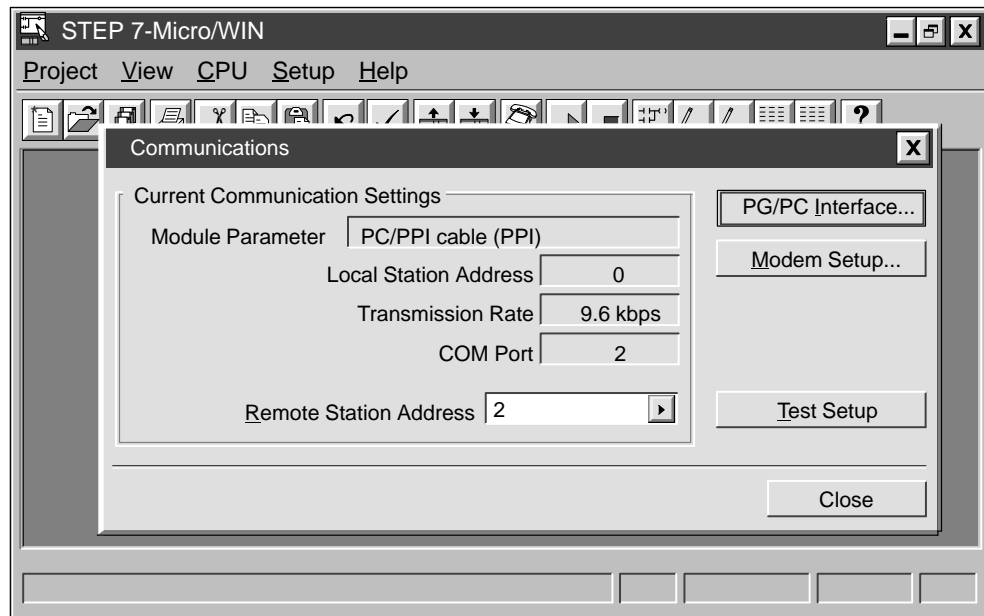 STEP 7-Micro/WIN
Project View CPU Setup Help
?
Communications
Current Communication Settings
Module Parameter PC/PPI cable (PPI)
Local Station Address 0
Transmission Rate 9.6 kbps
COM Port 2
Remote Station Address 2
PG/PC Interface...
Modem Setup...
Test Setup
Close